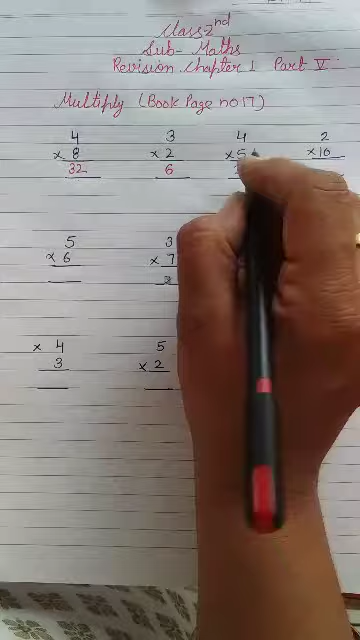 Class 2nd
Sub- Maths
Revision Chapter 1 Part V
Multiply (Book Page no 17)
4 3 4 2
x 8 x 2 x 5 x 10
32 6
5 3
x 6 x 7
x 4 5
3 x 2